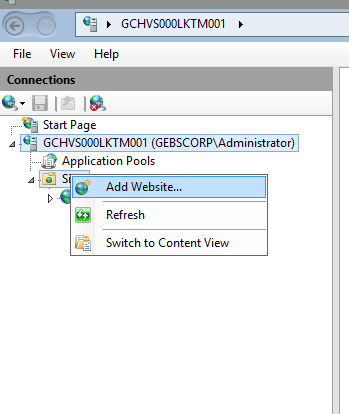 GCHVS000LKTM001
File View Help
Connections
Start Page
GCHVS000LKTM001 (GEBSCORP\Administrator)
Application Pools
Add Website...
Refresh
Switch to Content View